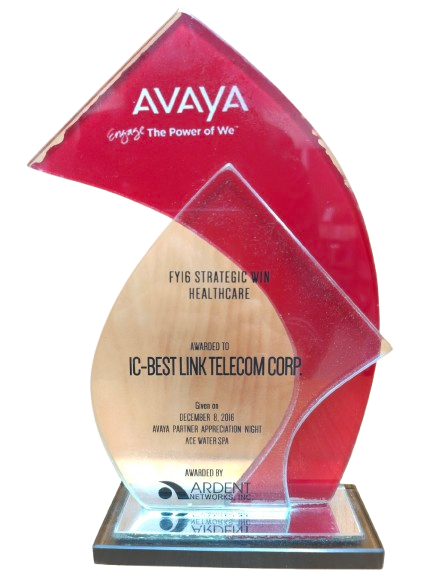 AVAYA
Engage The Power of We™
FY16 STRATEGIC WIN
HEALTHCARE
AWARDED TO
IC-BEST LINK TELECOM CORP.
Given on
DECEMBER 8, 2016
AVAYA PARTNER APPRECIATION NIGHT
ACE WATER SPA
AWARDED BY
ARDENT
NETWORKS, INC.